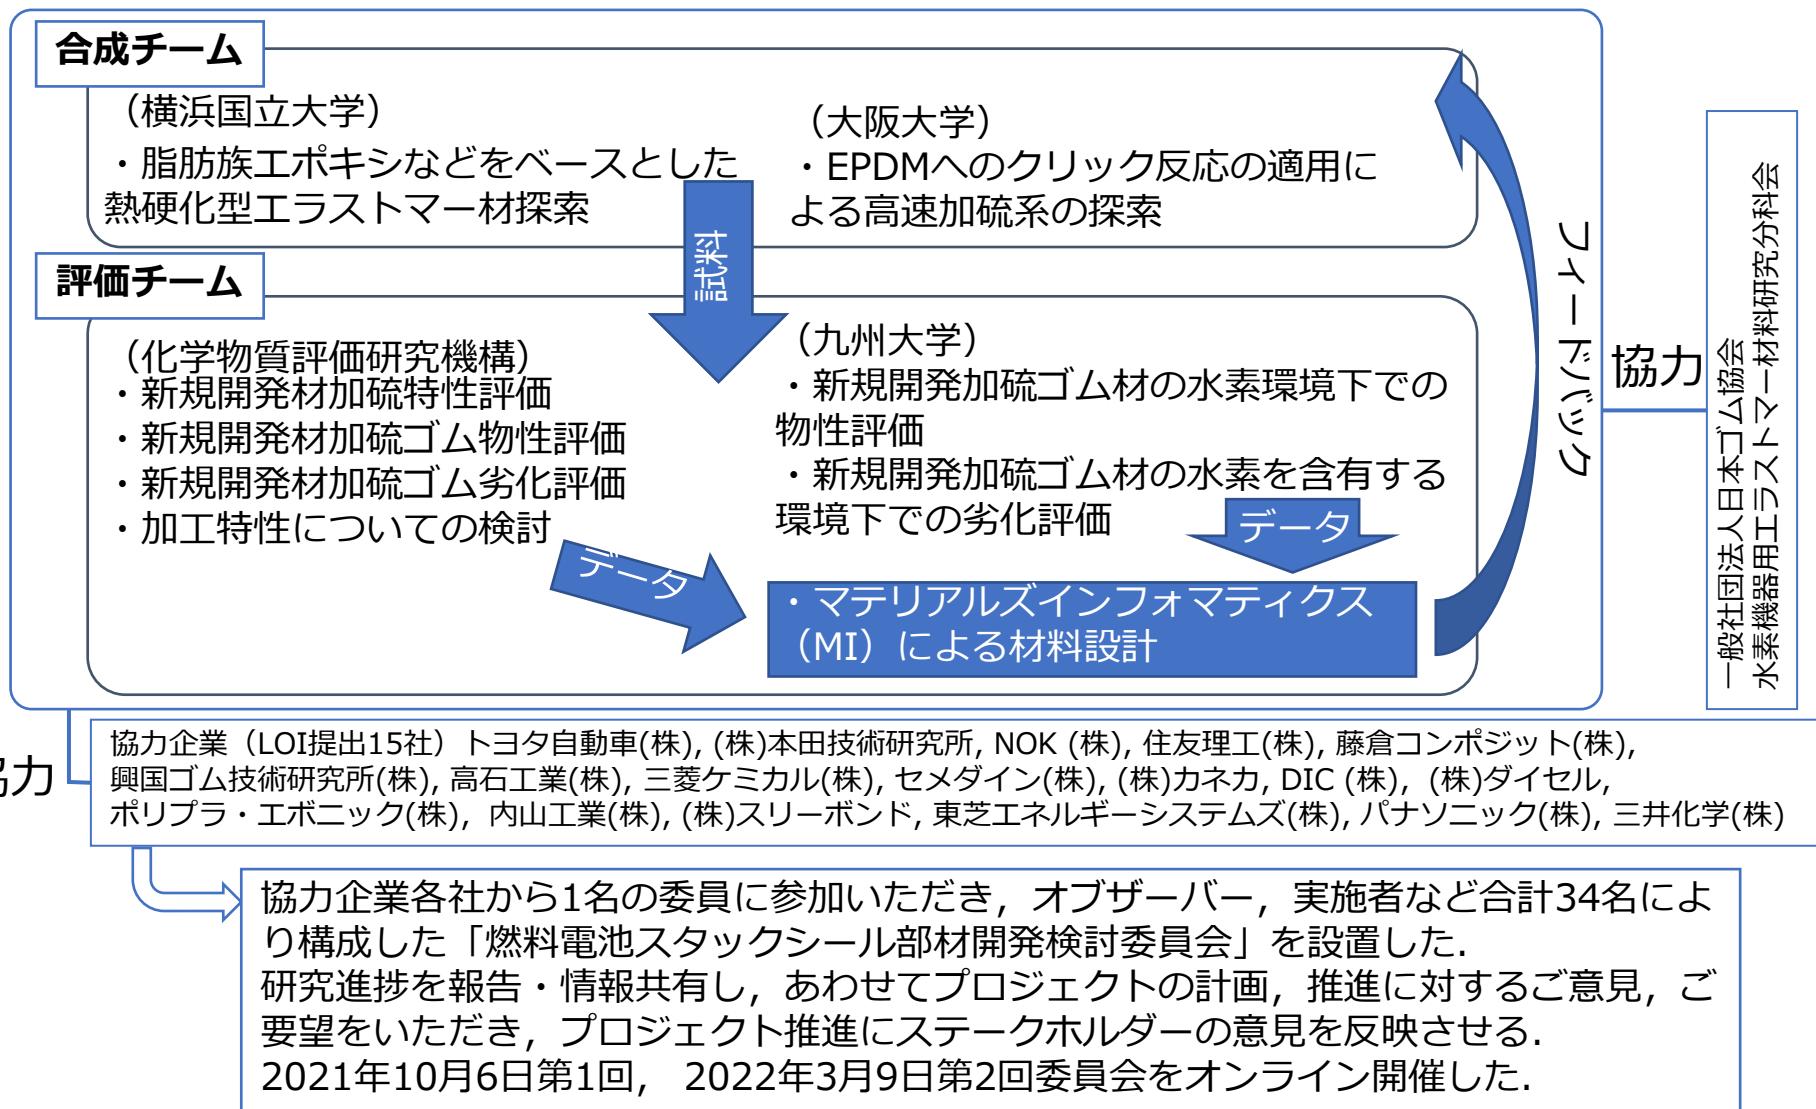 合成チーム
（横浜国立大学）
・脂肪族エポキシなどをベースとした
熱硬化型エラストマー材探索
（大阪大学）
・EPDMへのクリック反応の適用に
よる高速加硫系の探索
試料
評価チーム
（化学物質評価研究機構）
・新規開発材加硫特性評価
・新規開発材加硫ゴム物性評価
・新規開発材加硫ゴム劣化評価
・加工特性についての検討
（九州大学）
・新規開発加硫ゴム材の水素環境下での
物性評価
・新規開発加硫ゴム材の水素を含有する
環境下での劣化評価
データ
データ
・マテリアルズインフォマティクス
（MI）による材料設計
フィードバック
協力
一般社団法人日本ゴム協会
水素機器用エラストマー材料研究分科会
協力
協力企業（LOI提出15社）トヨタ自動車(株), (株)本田技術研究所, NOK (株), 住友理工(株), 藤倉コンポジット(株),
興国ゴム技術研究所(株), 高石工業(株), 三菱ケミカル(株), セメダイン(株), (株)カネカ, DIC (株), (株)ダイセル,
ポリプラ・エボニック(株), 内山工業(株), (株)スリーボンド, 東芝エネルギーシステムズ(株), パナソニック(株), 三井化学(株)
協力企業各社から1名の委員に参加いただき，オブザーバー，実施者など合計34名によ
り構成した「燃料電池スタックシール部材開発検討委員会」を設置した.
研究進捗を報告・情報共有し，あわせてプロジェクトの計画，推進に対するご意見，ご
要望をいただき，プロジェクト推進にステークホルダーの意見を反映させる.
2021年10月6日第1回， 2022年3月9日第2回委員会をオンライン開催した.